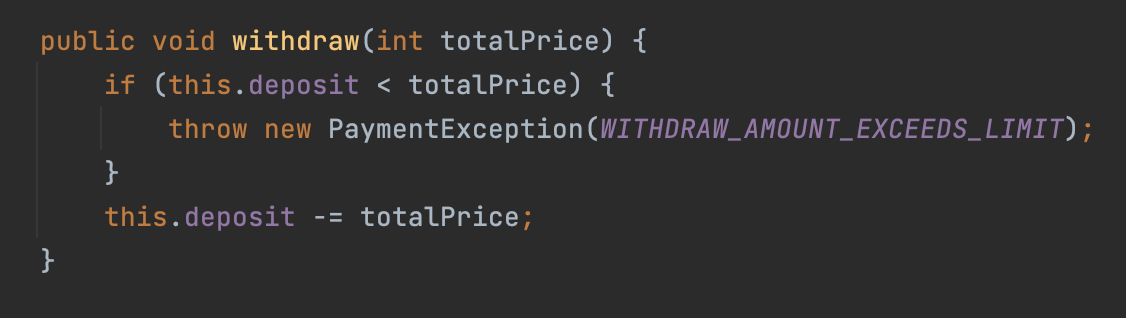 public void withdraw(int totalPrice) {
    if (this.deposit < totalPrice) {
        throw new PaymentException(WITHDRAW_AMOUNT_EXCEEDS_LIMIT);
    }
    this.deposit -= totalPrice;
}